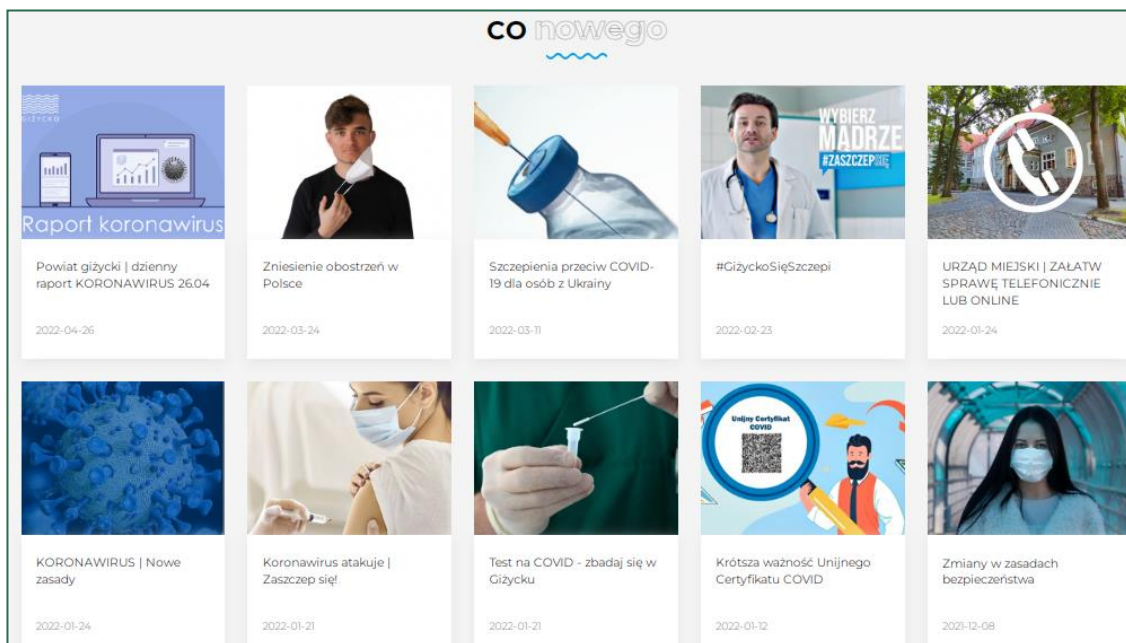 co nowego
GIŻYCKO
Raport koronawirus
WYBIERZ
MĄDRZE
#ZASZCZEPSIĘ
Powiat giżycki | dzienny
raport KORONAWIRUS 26.04
2022-04-26
Zniesienie obostrzeń w
Polsce
2022-03-24
Szczepienia przeciw COVID-
19 dla osób z Ukrainy
2022-03-11
#GiżyckoSięSzczepi
2022-02-23
URZĄD MIEJSKI | ZAŁATW
SPRAWĘ TELEFONICZNIE
LUB ONLINE
2022-01-24
Unijny Certyfikat
COVID
KORONAWIRUS | Nowe
zasady
2022-01-24
Koronawirus atakuje |
Zaszczep się!
2022-01-21
Test na COVID - zbadaj się w
Giżycku
2022-01-21
Krótsza ważność Unijnego
Certyfikatu COVID
2022-01-12
Zmiany w zasadach
bezpieczeństwa
2021-12-08